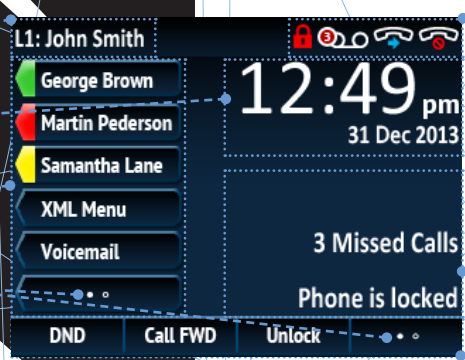 L1: John Smith
3
George Brown
Martin Pederson
Samantha Lane
XML Menu
Voicemail
12:49 pm
31 Dec 2013
3 Missed Calls
Phone is locked
DND Call FWD Unlock